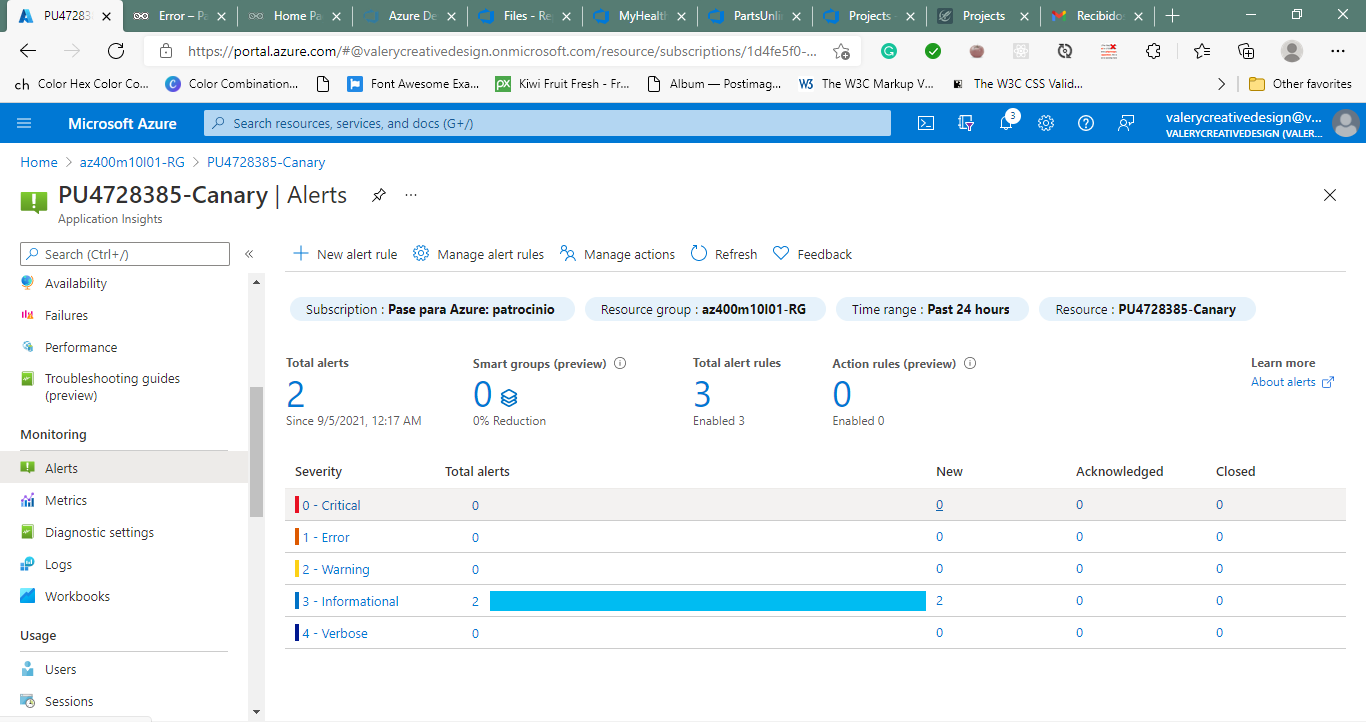 PU47283
Error – Pa
Home Pa
Azure De
Files - Re
MyHealth
PartsUnli
Projects -
Projects
Recibidos
https://portal.azure.com/#@valerycreativedesign.onmicrosoft.com/resource/subscriptions/1d4fe5f0-...
ch Color Hex Color Co...
Color Combination...
Font Awesome Exa...
px Kiwi Fruit Fresh - Fr...
Album — Postimag...
W3 The W3C Markup V...
The W3C CSS Valid...
Other favorites
Microsoft Azure
Search resources, services, and docs (G+/)
3
valerycreativedesign@v...
VALERYCREATIVEDESIGN (VALER...
Home > az400m10l01-RG > PU4728385-Canary
PU4728385-Canary | Alerts
...
Application Insights
Search (Ctrl+/)
«
New alert rule
Manage alert rules
Manage actions
Refresh
Feedback
Availability
Failures
Performance
Troubleshooting guides
(preview)
Monitoring
Alerts
Metrics
Diagnostic settings
Logs
Workbooks
Usage
Users
Sessions
Subscription : Pase para Azure: patrocinio
Resource group : az400m10l01-RG
Time range : Past 24 hours
Resource : PU4728385-Canary
Total alerts
2
Since 9/5/2021, 12:17 AM
Smart groups (preview)
0
0% Reduction
Total alert rules
3
Enabled 3
Action rules (preview)
0
Enabled 0
Learn more
About alerts
Severity Total alerts New Acknowledged Closed
0 - Critical 0 0 0 0
1 - Error 0 0 0 0
2 - Warning 0 0 0 0
3 - Informational 2 2 0 0
4 - Verbose 0 0 0 0